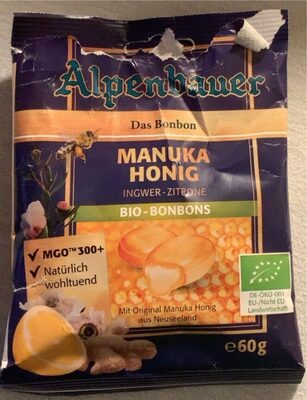 Alpenbauer
Das Bonbon
MANUKA
HONIG
INGWER-ZITRONE
BIO-BONBONS
✓ MGO™ 300+
✓ Natürlich
wohltuend
Mit Original Manuka Honig
aus Neuseeland
DE-ÖKO-001
EU-/Nicht EU
Landwirtschaft
℮60g